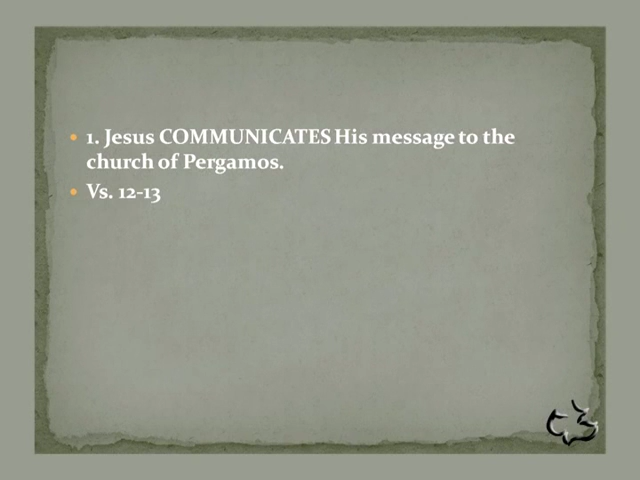 • 1. Jesus COMMUNICATES His message to the
church of Pergamos.
• Vs. 12-13